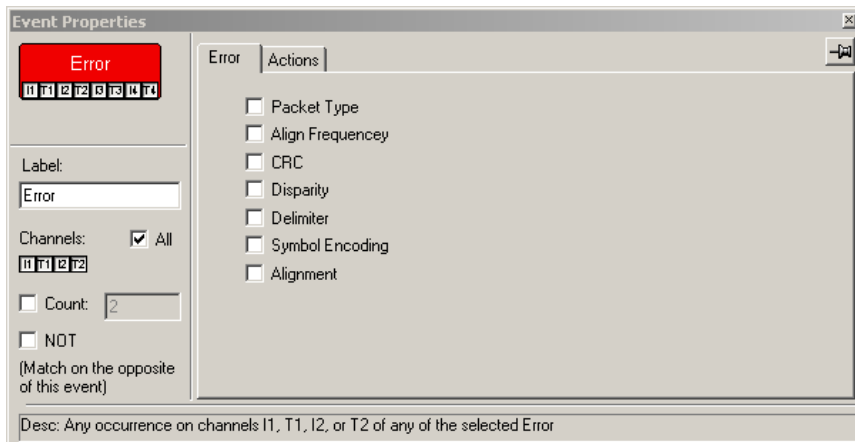 Event Properties
Error
I1 T1 I2 T2 I3 T3 I4 T4
Label:
Error
Channels:
All
I1 T1 I2 T2
Count:
2
NOT
(Match on the opposite
of this event)
Error
Actions
Packet Type
Align Frequencey
CRC
Disparity
Delimiter
Symbol Encoding
Alignment
Desc: Any occurrence on channels I1, T1, I2, or T2 of any of the selected Error